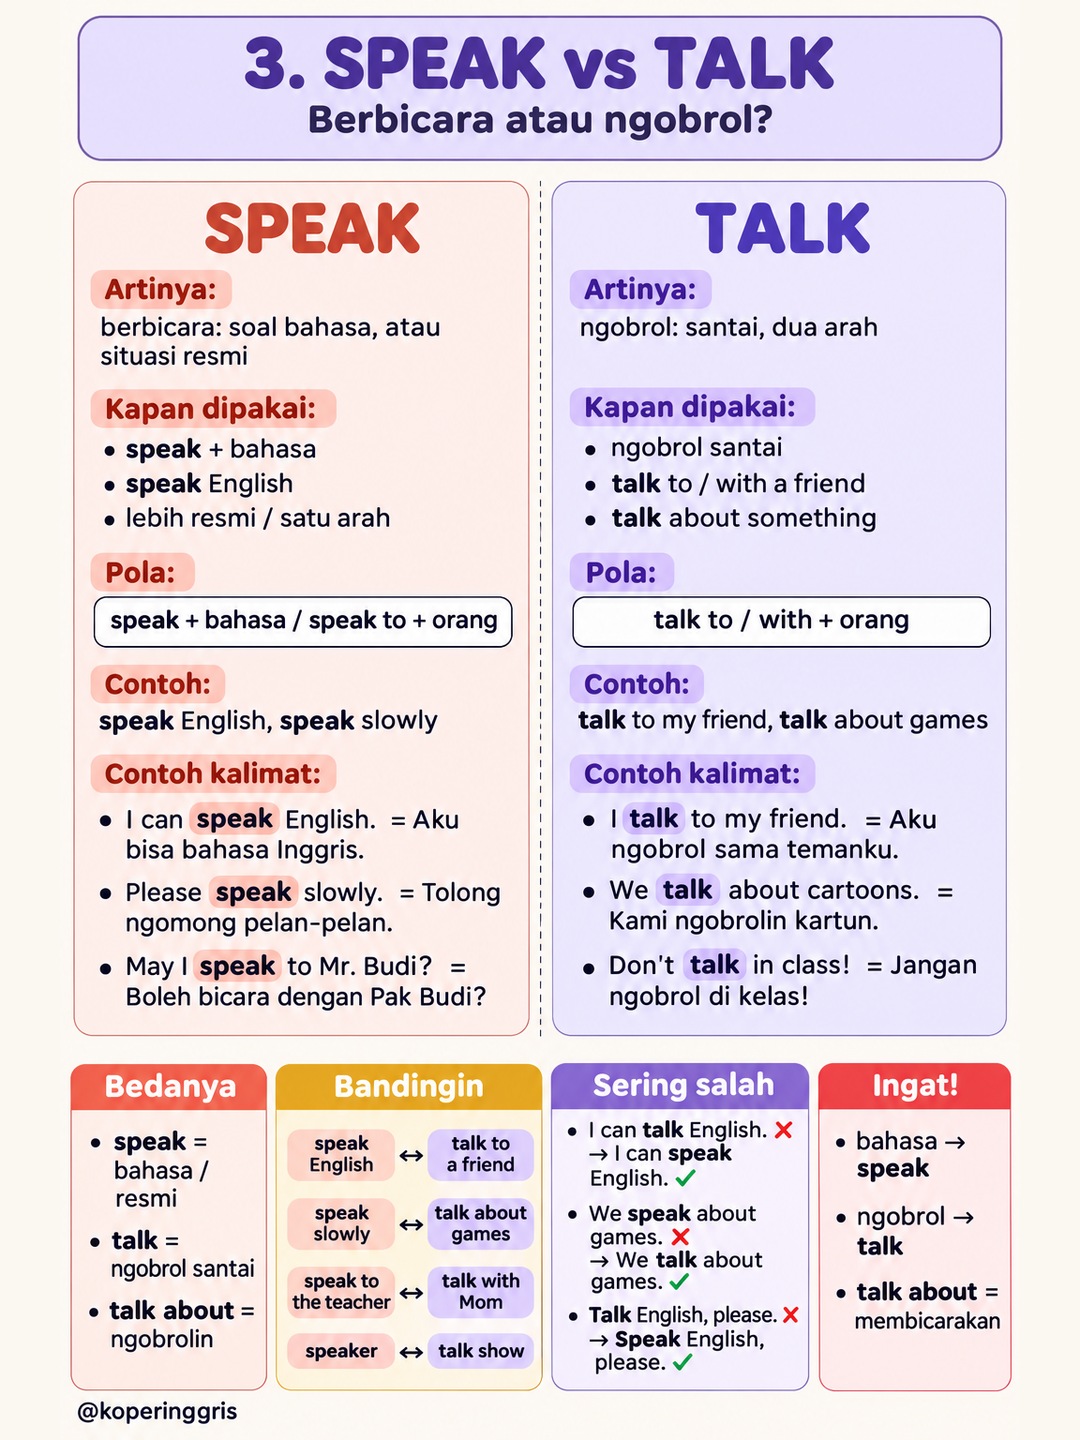 3. SPEAK vs TALK
Berbicara atau ngobrol?
SPEAK
Artinya:
berbicara: soal bahasa, atau
situasi resmi
Kapan dipakai:
• speak + bahasa
• speak English
• lebih resmi / satu arah
Pola:
speak + bahasa / speak to + orang
Contoh:
speak English, speak slowly
Contoh kalimat:
• I can speak English. = Aku
bisa bahasa Inggris.
• Please speak slowly. = Tolong
ngomong pelan-pelan.
• May I speak to Mr. Budi? =
Boleh bicara dengan Pak Budi?
TALK
Artinya:
ngobrol: santai, dua arah
Kapan dipakai:
• ngobrol santai
• talk to / with a friend
• talk about something
Pola:
talk to / with + orang
Contoh:
talk to my friend, talk about games
Contoh kalimat:
• I talk to my friend. = Aku
ngobrol sama temanku.
• We talk about cartoons. =
Kami ngobrolin kartun.
• Don't talk in class! = Jangan
ngobrol di kelas!
Bedanya
• speak =
bahasa /
resmi
• talk =
ngobrol santai
• talk about =
ngobrolin
Bandingin
speak
English
↔
talk to
a friend
speak
slowly
↔
talk about
games
speak to
the teacher
↔
talk with
Mom
speaker ↔ talk show
Sering salah
• I can talk English. ❌
→ I can speak
English. ✓
• We speak about
games. ❌
→ We talk about
games. ✓
• Talk English, please. ❌
→ Speak English,
please. ✓
Ingat!
• bahasa →
speak
• ngobrol →
talk
• talk about =
membicarakan
@koperinggris